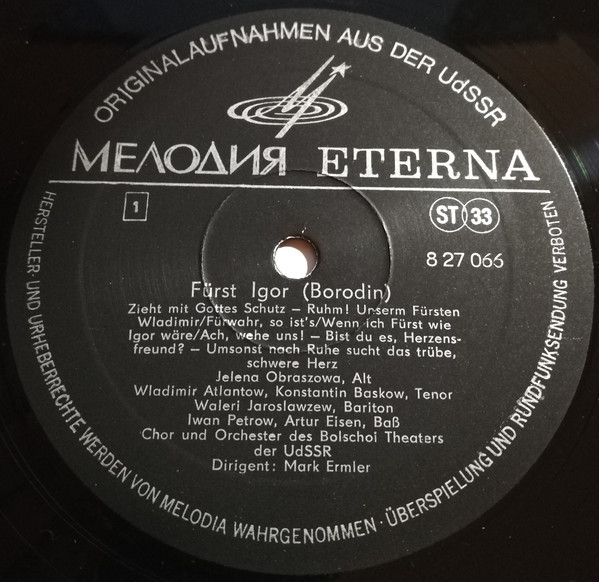 ORIGINALAUFNAHMEN AUS DER UdSSR
МЕЛОДИЯ ETERNA
1
ST 33
8 27 066
Fürst Igor (Borodin)
Zieht mit Gottes Schutz – Ruhm! Unserm Fürsten
Wladimir/Fürwahr, so ist's/Wenn ich Fürst wie
Igor wäre/Ach, wehe uns! – Bist du es, Herzens-
freund? – Umsonst nach Ruhe sucht das trübe,
schwere Herz
Jelena Obraszowa, Alt
Wladimir Atlantow, Konstantin Baskow, Tenor
Waleri Jaroslawzew, Bariton
Iwan Petrow, Artur Eisen, Baß
Chor und Orchester des Bolschoi Theaters
der UdSSR
Dirigent: Mark Ermler
HERSTELLER UND URHEBERRECHTE WERDEN VON MELODIA WAHRGENOMMEN · ÜBERSPIELUNG UND RUNDFUNKSENDUNG VERBOTEN